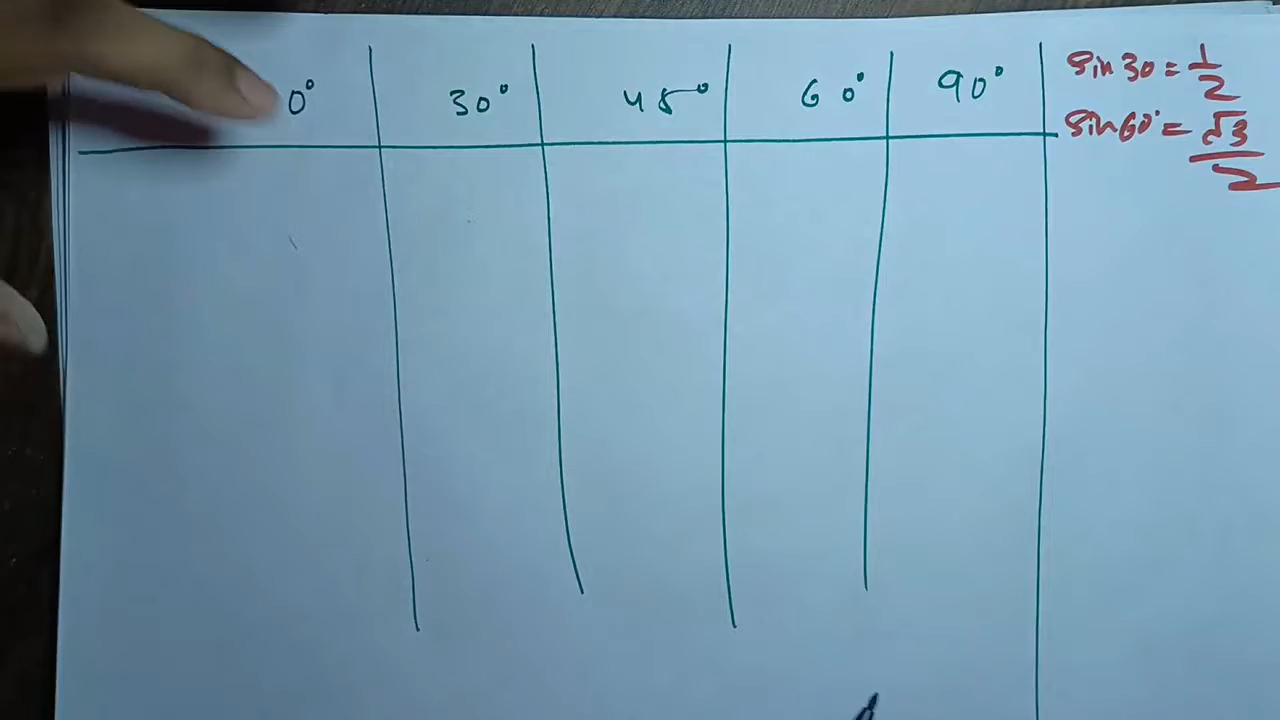 0° 30° 45° 60° 90°
sin 30 = 1/2
sin 60° = √3/2